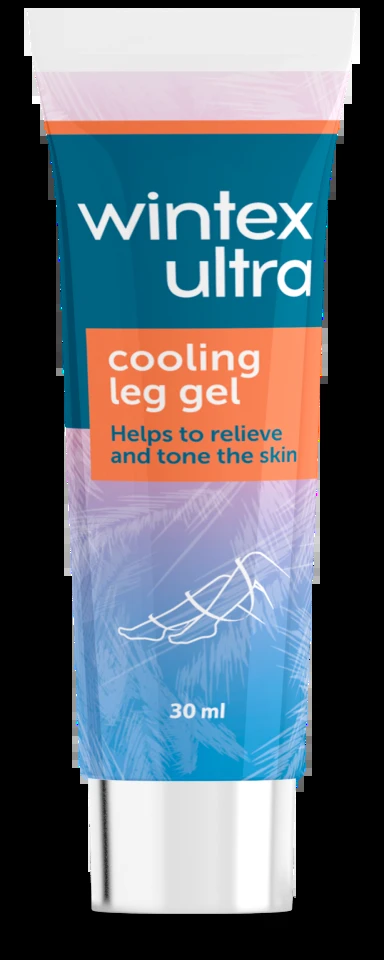 wintex
ultra
cooling
leg gel
Helps to relieve
and tone the skin
30 ml